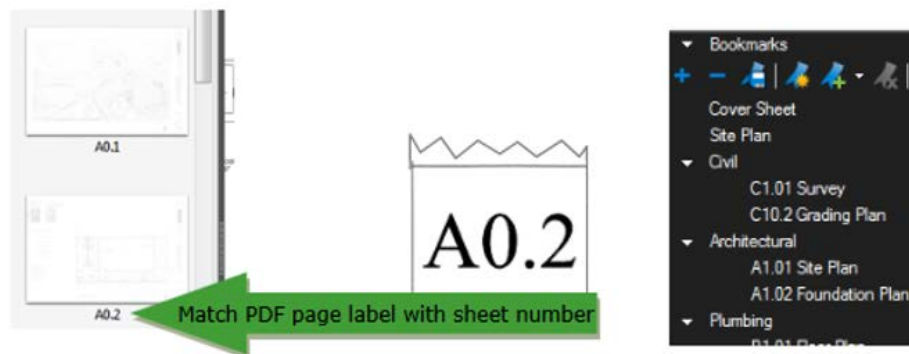 A0.1
A0.2
A0.2
Match PDF page label with sheet number
Bookmarks
Cover Sheet
Site Plan
Civil
C1.01 Survey
C10.2 Grading Plan
Architectural
A1.01 Site Plan
A1.02 Foundation Plan
Plumbing